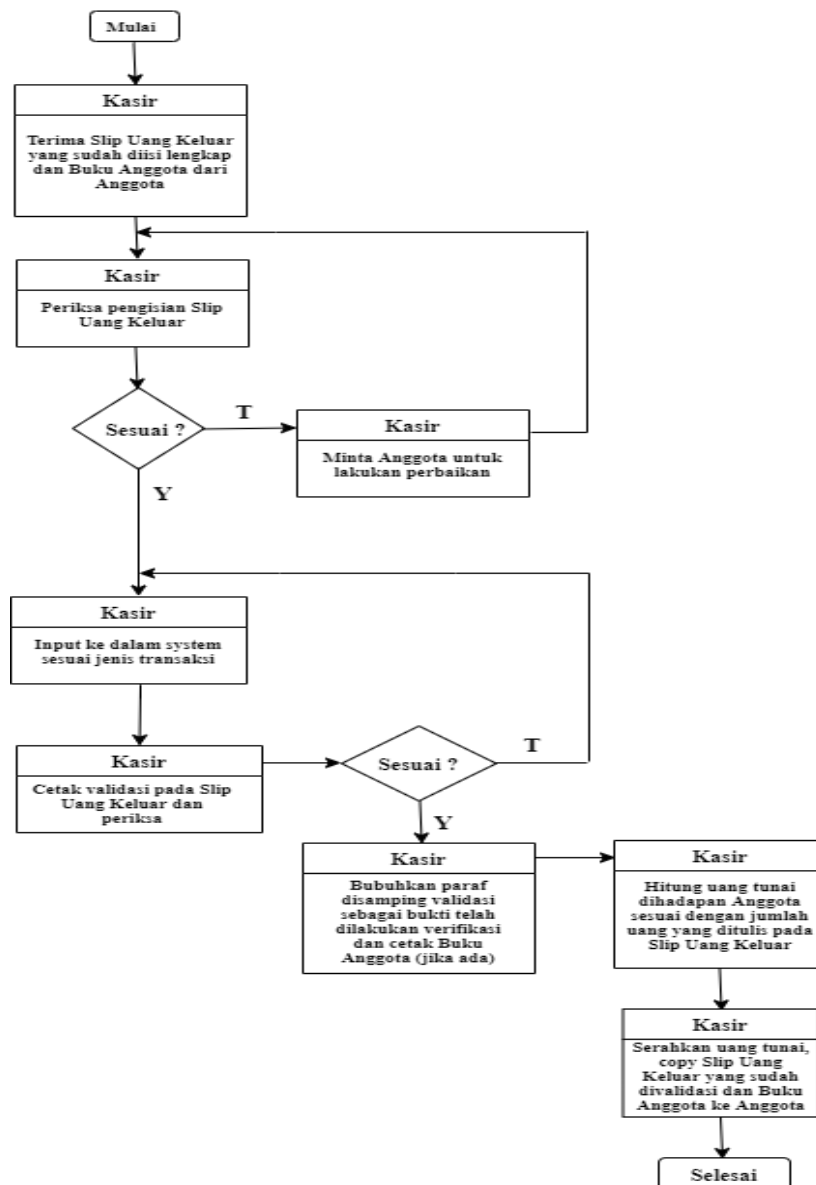 Mulai
Kasir
Terima Slip Uang Keluar
yang sudah diisi lengkap
dan Buku Anggota dari
Anggota
Kasir
Periksa pengisian Slip
Uang Keluar
Sesuai ?
T
Kasir
Minta Anggota untuk
lakukan perbaikan
Y
Kasir
Input ke dalam system
sesuai jenis transaksi
Kasir
Cetak validasi pada Slip
Uang Keluar dan
periksa
Sesuai ?
T
Y
Kasir
Bubuhkan paraf
disamping validasi
sebagai bukti telah
dilakukan verifikasi
dan cetak Buku
Anggota (jika ada)
Kasir
Hitung uang tunai
dihadapan Anggota
sesuai dengan jumlah
uang yang ditulis pada
Slip Uang Keluar
Kasir
Serahkan uang tunai,
copy Slip Uang
Keluar yang sudah
divalidasi dan Buku
Anggota ke Anggota
Selesai